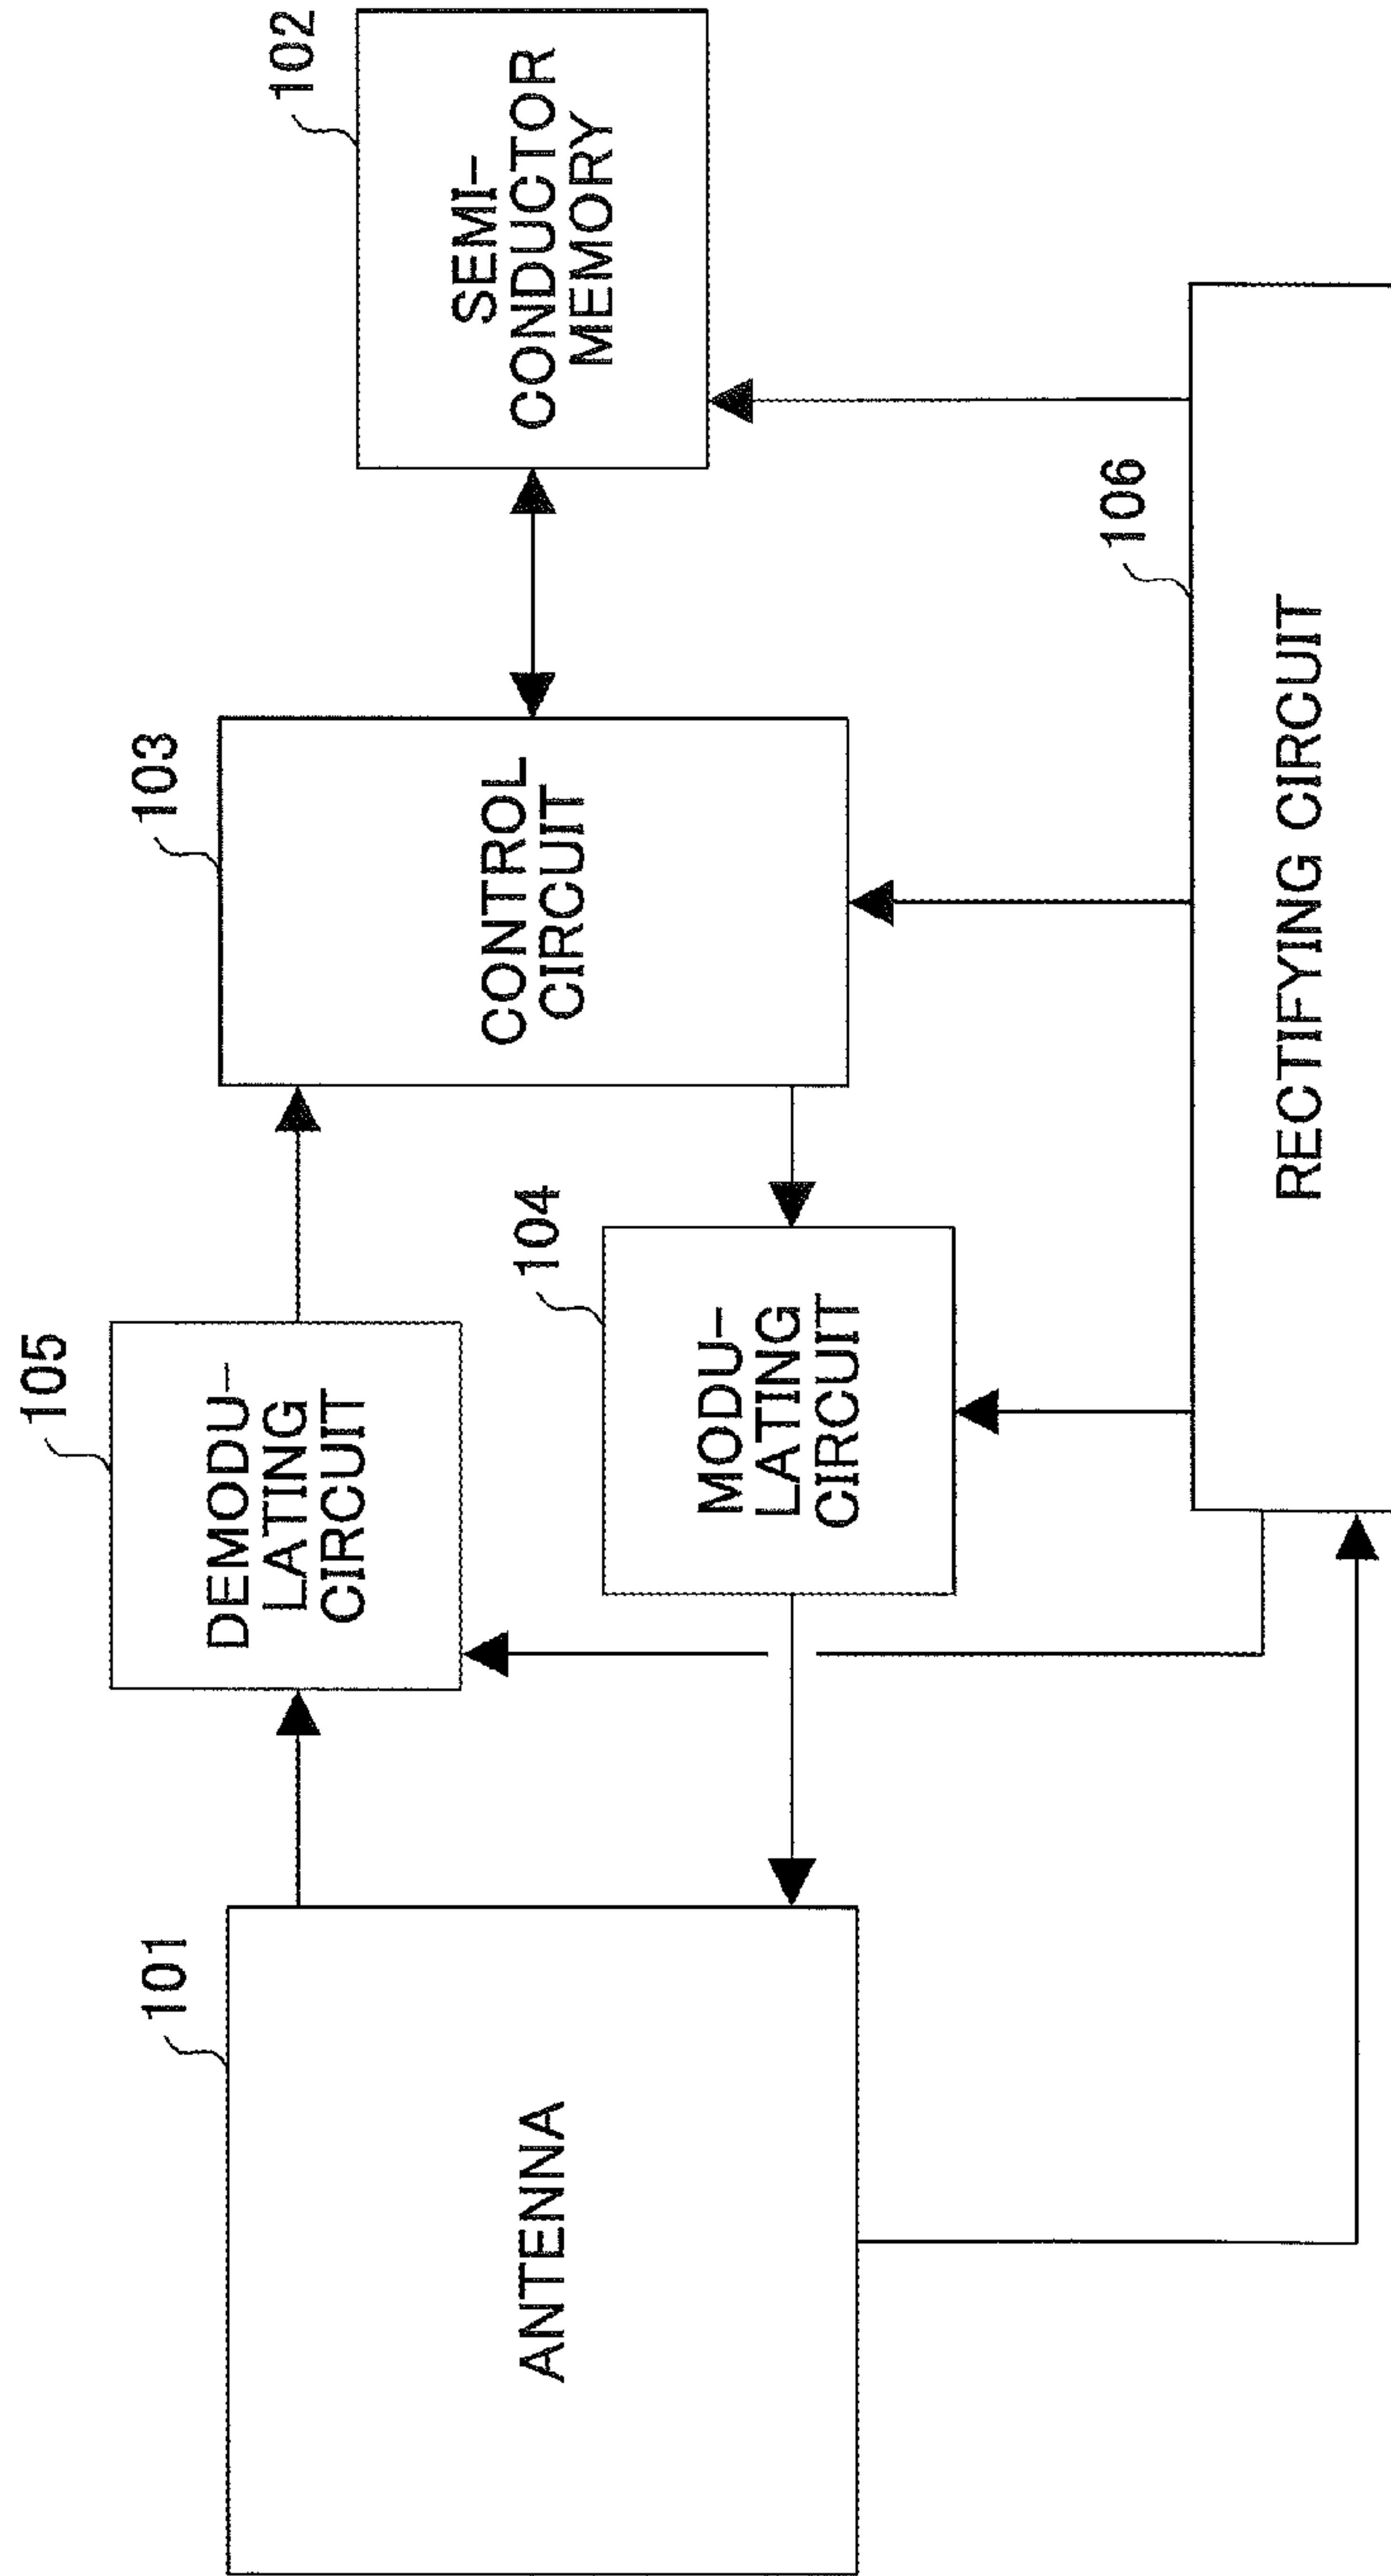 101
ANTENNA
105
DEMODU-
LATING
CIRCUIT
104
MODU-
LATING
CIRCUIT
103
CONTROL
CIRCUIT
102
SEMI-
CONDUCTOR
MEMORY
106
RECTIFYING CIRCUIT